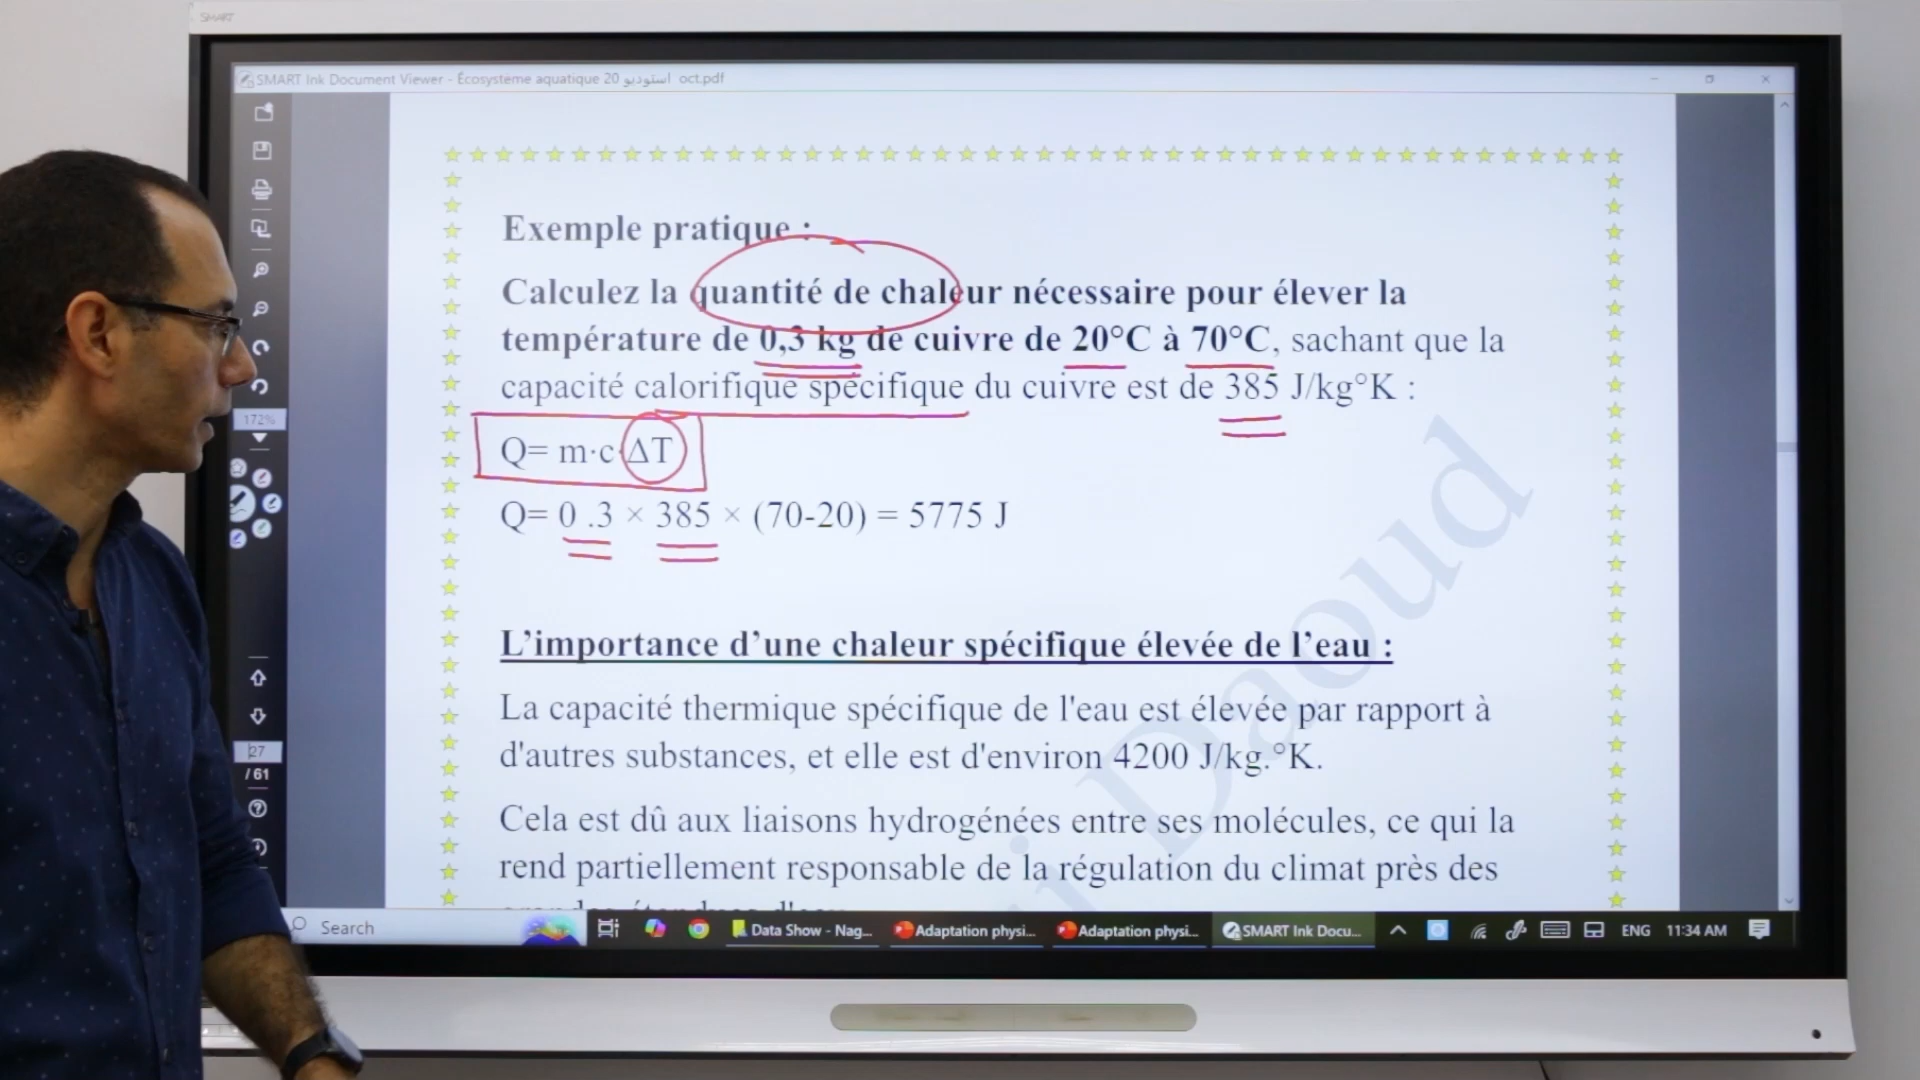 SMART
SMART Ink Document Viewer - Écosystème aquatique 20 استوديو oct.pdf
Exemple pratique :
Calculez la quantité de chaleur nécessaire pour élever la
température de 0,3 kg de cuivre de 20°C à 70°C, sachant que la
capacité calorifique spécifique du cuivre est de 385 J/kg°K :
Q= m·c·ΔT
Q= 0 .3 × 385 × (70-20) = 5775 J
L’importance d’une chaleur spécifique élevée de l’eau :
La capacité thermique spécifique de l'eau est élevée par rapport à
d'autres substances, et elle est d'environ 4200 J/kg.°K.
Cela est dû aux liaisons hydrogénées entre ses molécules, ce qui la
rend partiellement responsable de la régulation du climat près des
172%
27
/ 61
Daoud
Search
Data Show - Nag...
Adaptation physi...
Adaptation physi...
SMART Ink Docu...
ENG
11:34 AM